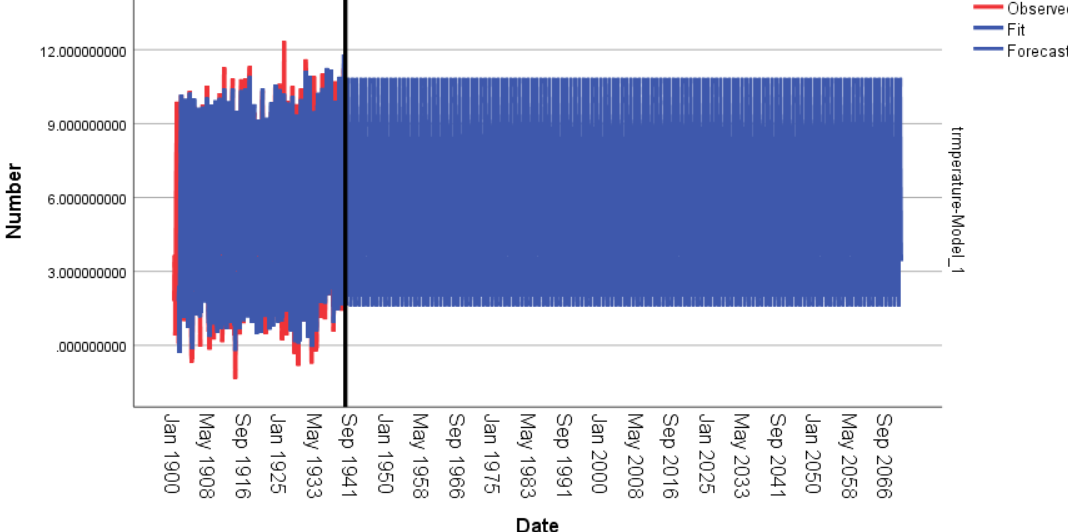 Observed
Fit
Forecast
12.000000000
9.000000000
6.000000000
3.000000000
.000000000
Number
trmperature-Model_1
Jan 1900
May 1908
Sep 1916
Jan 1925
May 1933
Sep 1941
Jan 1950
May 1958
Sep 1966
Jan 1975
May 1983
Sep 1991
Jan 2000
May 2008
Sep 2016
Jan 2025
May 2033
Sep 2041
Jan 2050
May 2058
Sep 2066
Date